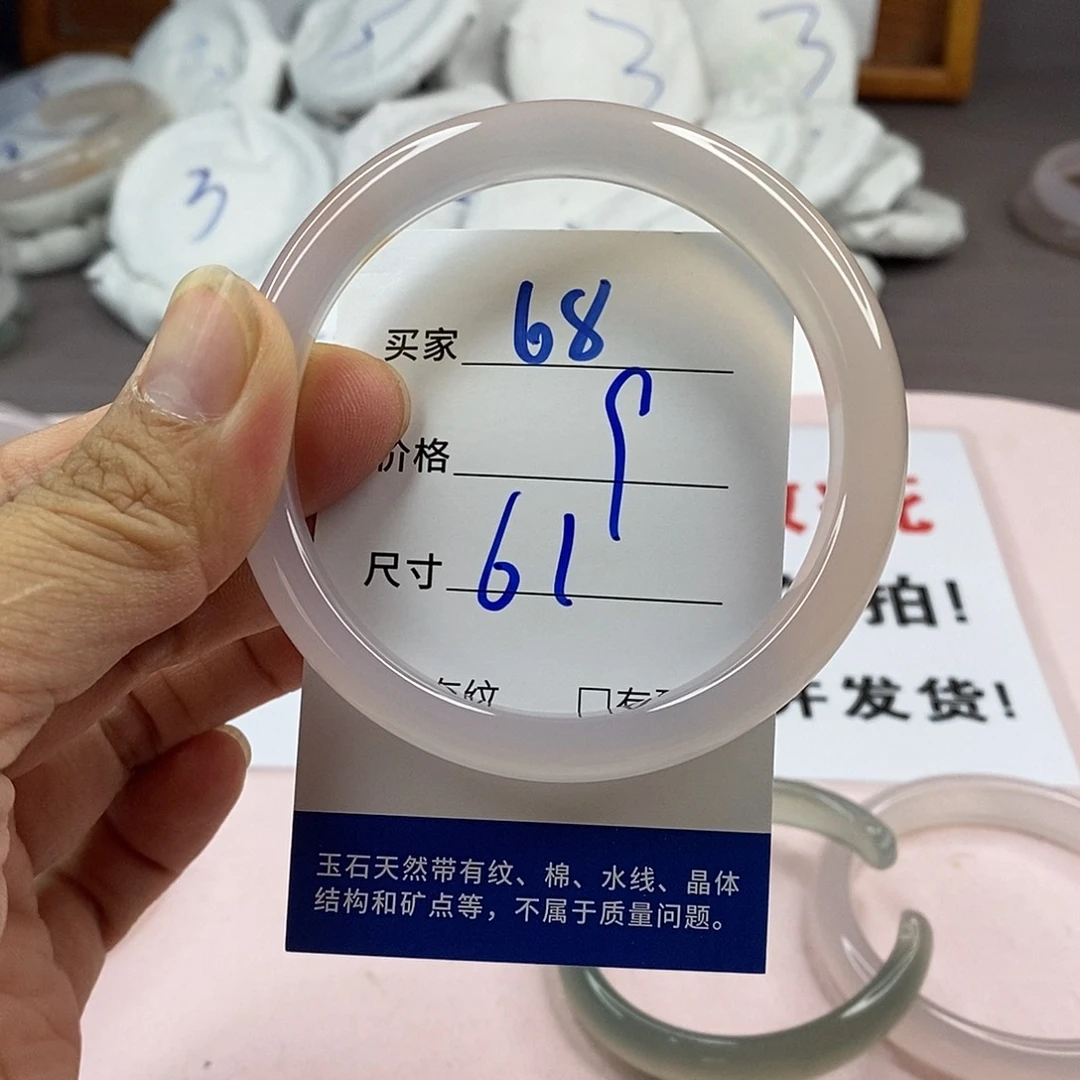 3
3
3
买家 68
价格
尺寸 61
有
拍!
发货!
玉石天然带有纹、棉、水线、晶体
结构和矿点等，不属于质量问题。